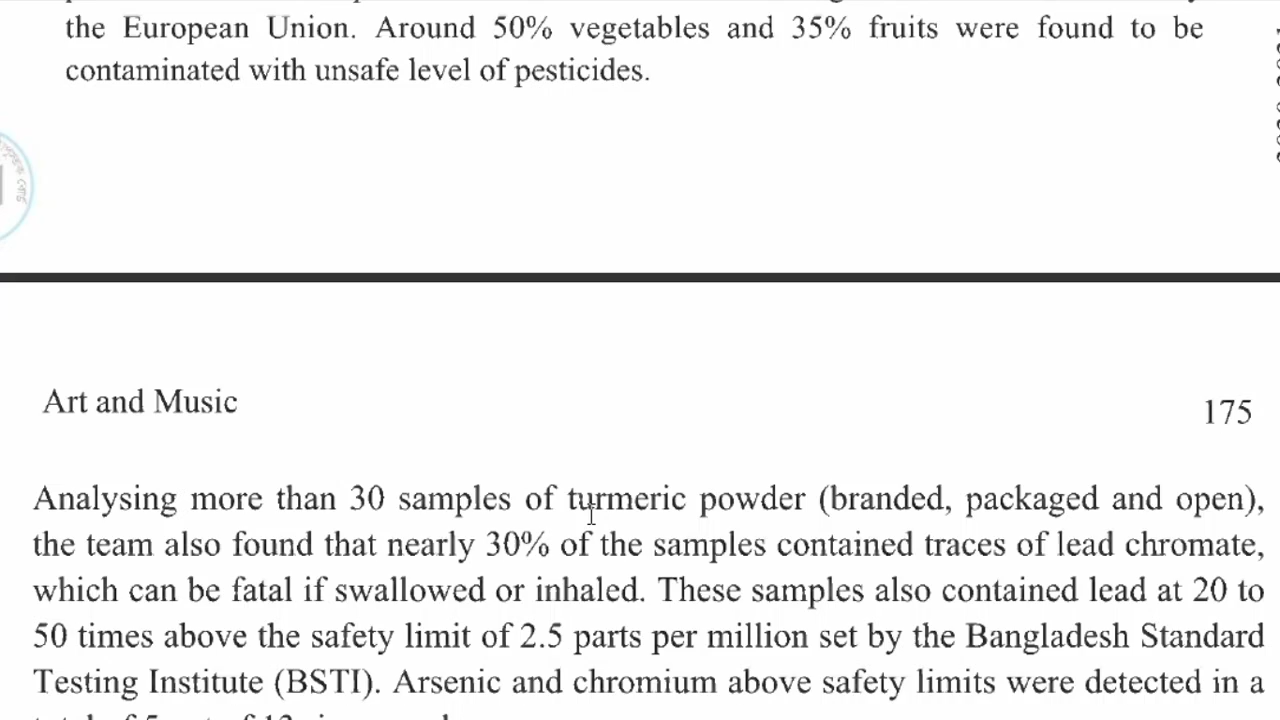 the European Union. Around 50% vegetables and 35% fruits were found to be
contaminated with unsafe level of pesticides.
Art and Music
175
Analysing more than 30 samples of turmeric powder (branded, packaged and open),
the team also found that nearly 30% of the samples contained traces of lead chromate,
which can be fatal if swallowed or inhaled. These samples also contained lead at 20 to
50 times above the safety limit of 2.5 parts per million set by the Bangladesh Standard
Testing Institute (BSTI). Arsenic and chromium above safety limits were detected in a